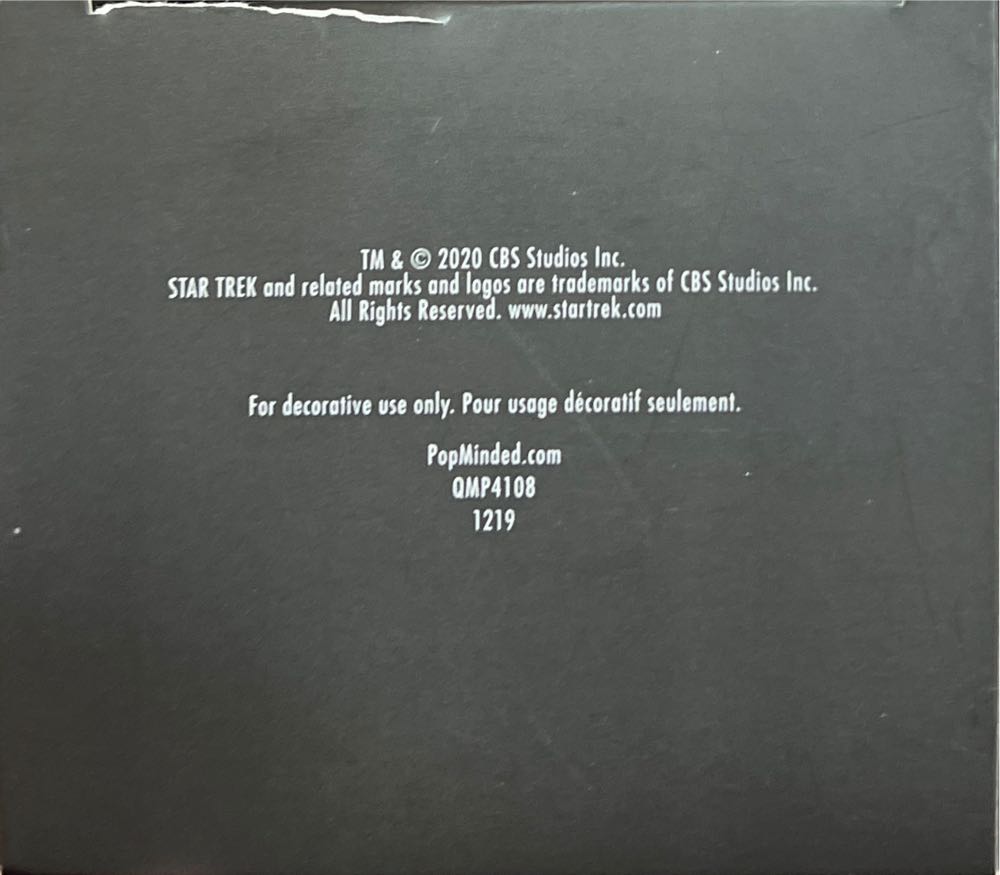 TM & © 2020 CBS Studios Inc.
STAR TREK and related marks and logos are trademarks of CBS Studios Inc.
All Rights Reserved. www.startrek.com
For decorative use only. Pour usage décoratif seulement.
PopMinded.com
QMP4108
1219